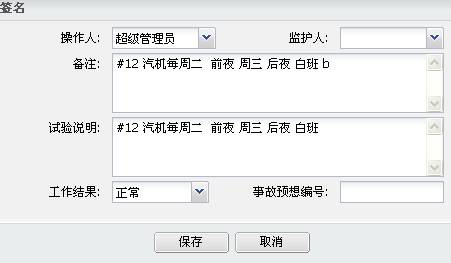 签名
操作人: 超级管理员 监护人:
备注: #12 汽机每周二 前夜 周三 后夜 白班 b
试验说明: #12 汽机每周二 前夜 周三 后夜 白班
工作结果: 正常 事故预想编号:
保存 取消